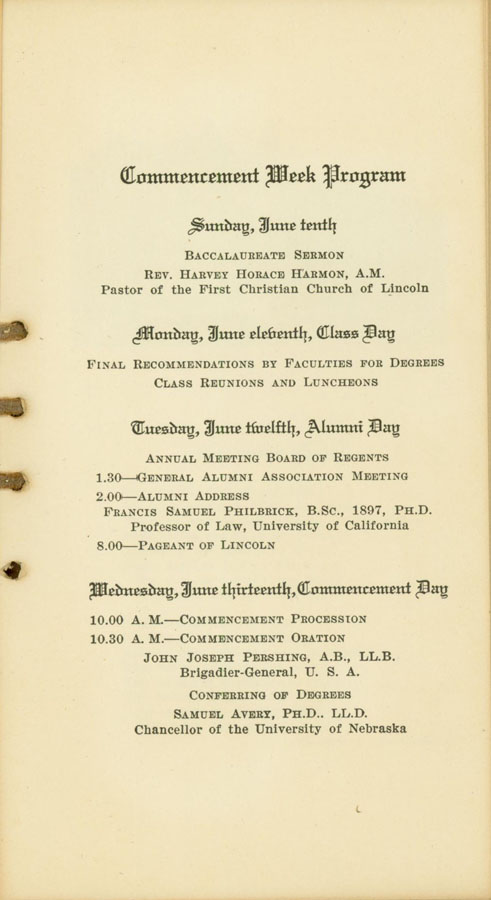 Commencement Week Program
Sunday, June tenth
Baccalaureate Sermon
Rev. Harvey Horace Harmon, A.M.
Pastor of the First Christian Church of Lincoln
Monday, June eleventh, Class Day
Final Recommendations by Faculties for Degrees
Class Reunions and Luncheons
Tuesday, June twelfth, Alumni Day
Annual Meeting Board of Regents
1.30—General Alumni Association Meeting
2.00—Alumni Address
Francis Samuel Philbrick, B.Sc., 1897, Ph.D.
Professor of Law, University of California
8.00—Pageant of Lincoln
Wednesday, June thirteenth, Commencement Day
10.00 A. M.—Commencement Procession
10.30 A. M.—Commencement Oration
John Joseph Pershing, A.B., LL.B.
Brigadier-General, U. S. A.
Conferring of Degrees
Samuel Avery, Ph.D.. LL.D.
Chancellor of the University of Nebraska